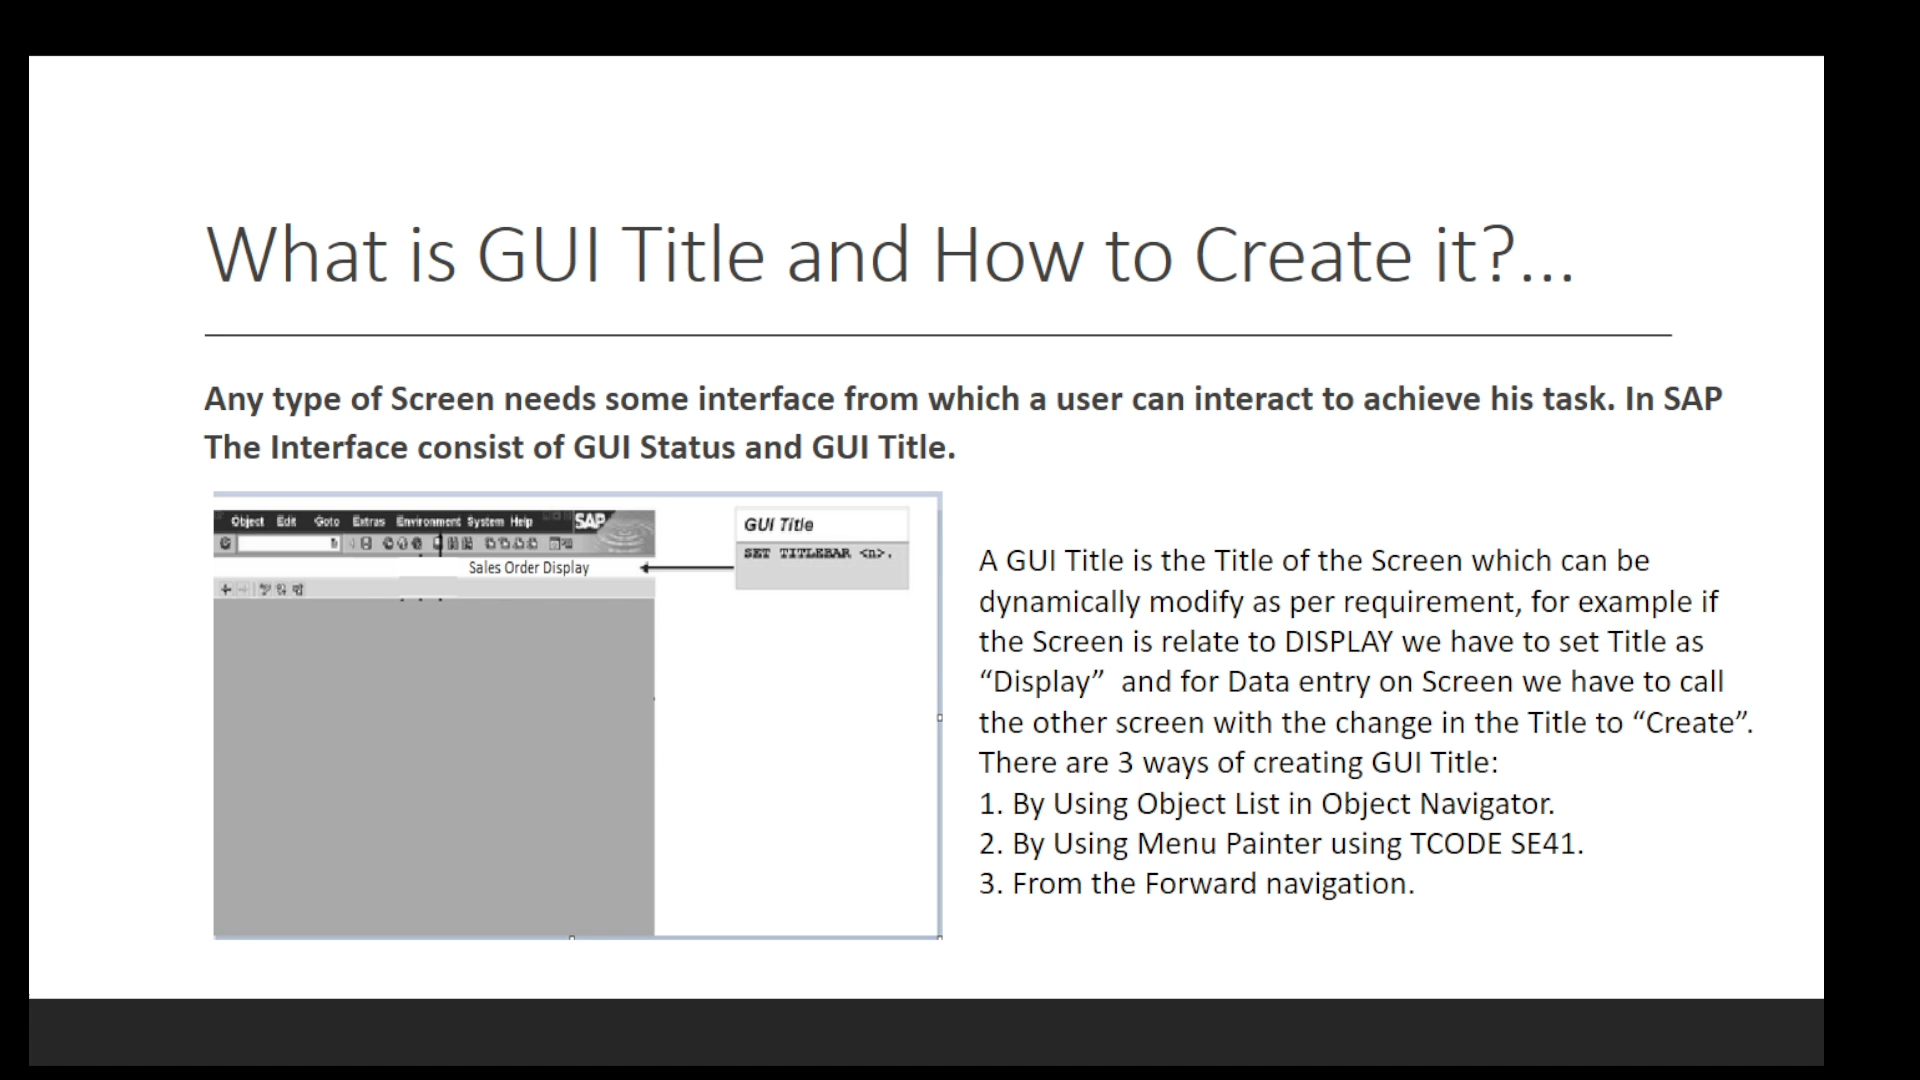 What is GUI Title and How to Create it?...
Any type of Screen needs some interface from which a user can interact to achieve his task. In SAP
The Interface consist of GUI Status and GUI Title.
Object Edit Goto Extras Environment System Help SAP
Sales Order Display
GUI Title
SET TITLEBAR <n>.
A GUI Title is the Title of the Screen which can be
dynamically modify as per requirement, for example if
the Screen is relate to DISPLAY we have to set Title as
“Display”  and for Data entry on Screen we have to call
the other screen with the change in the Title to “Create”.
There are 3 ways of creating GUI Title:
1. By Using Object List in Object Navigator.
2. By Using Menu Painter using TCODE SE41.
3. From the Forward navigation.